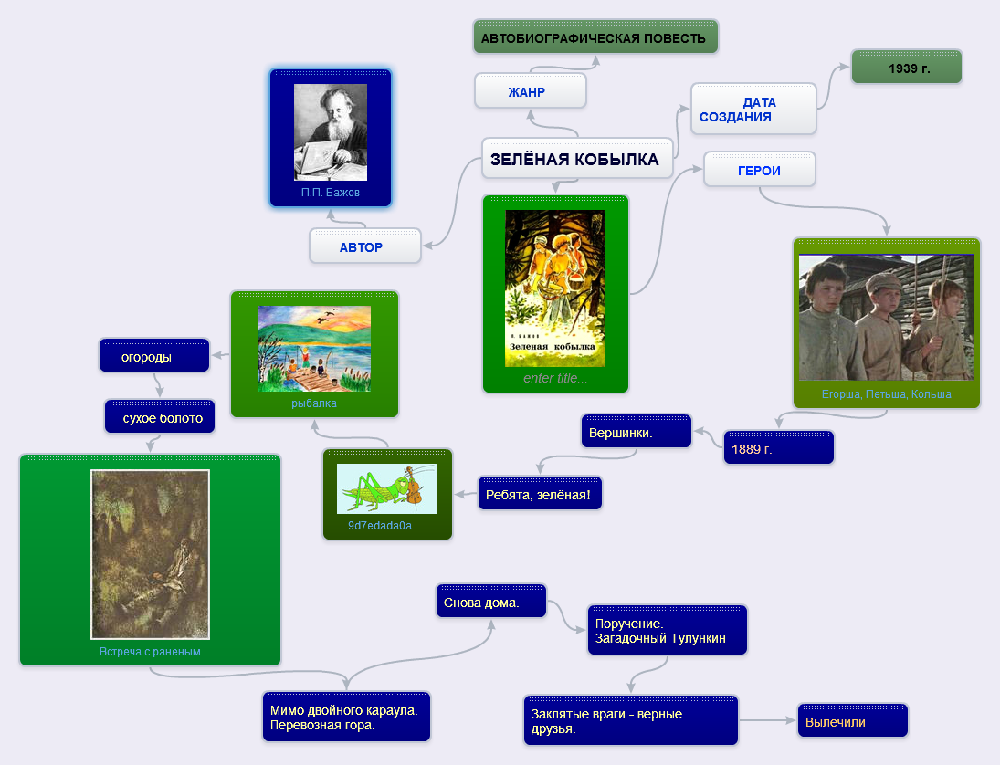 АВТОБИОГРАФИЧЕСКАЯ ПОВЕСТЬ
1939 г.
ЖАНР
ДАТА
СОЗДАНИЯ
ЗЕЛЁНАЯ КОБЫЛКА
ГЕРОИ
П.П. Бажов
АВТОР
П. БАЖОВ
Зеленая кобылка
enter title...
Егорша, Петьша, Кольша
рыбалка
огороды
сухое болото
Вершинки.
1889 г.
Ребята, зелёная!
9d7edada0a...
Встреча с раненым
Снова дома.
Поручение.
Загадочный Тулункин
Мимо двойного караула.
Перевозная гора.
Заклятые враги - верные
друзья.
Вылечили